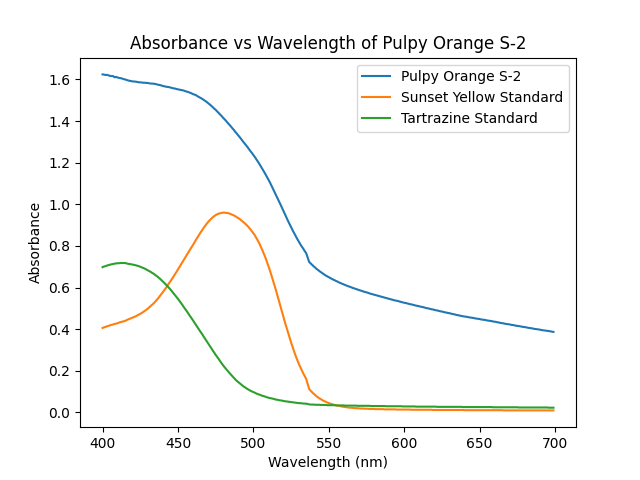 Absorbance vs Wavelength of Pulpy Orange S-2
Pulpy Orange S-2
Sunset Yellow Standard
Tartrazine Standard
Absorbance
1.6
1.4
1.2
1.0
0.8
0.6
0.4
0.2
0.0
400 450 500 550 600 650 700
Wavelength (nm)